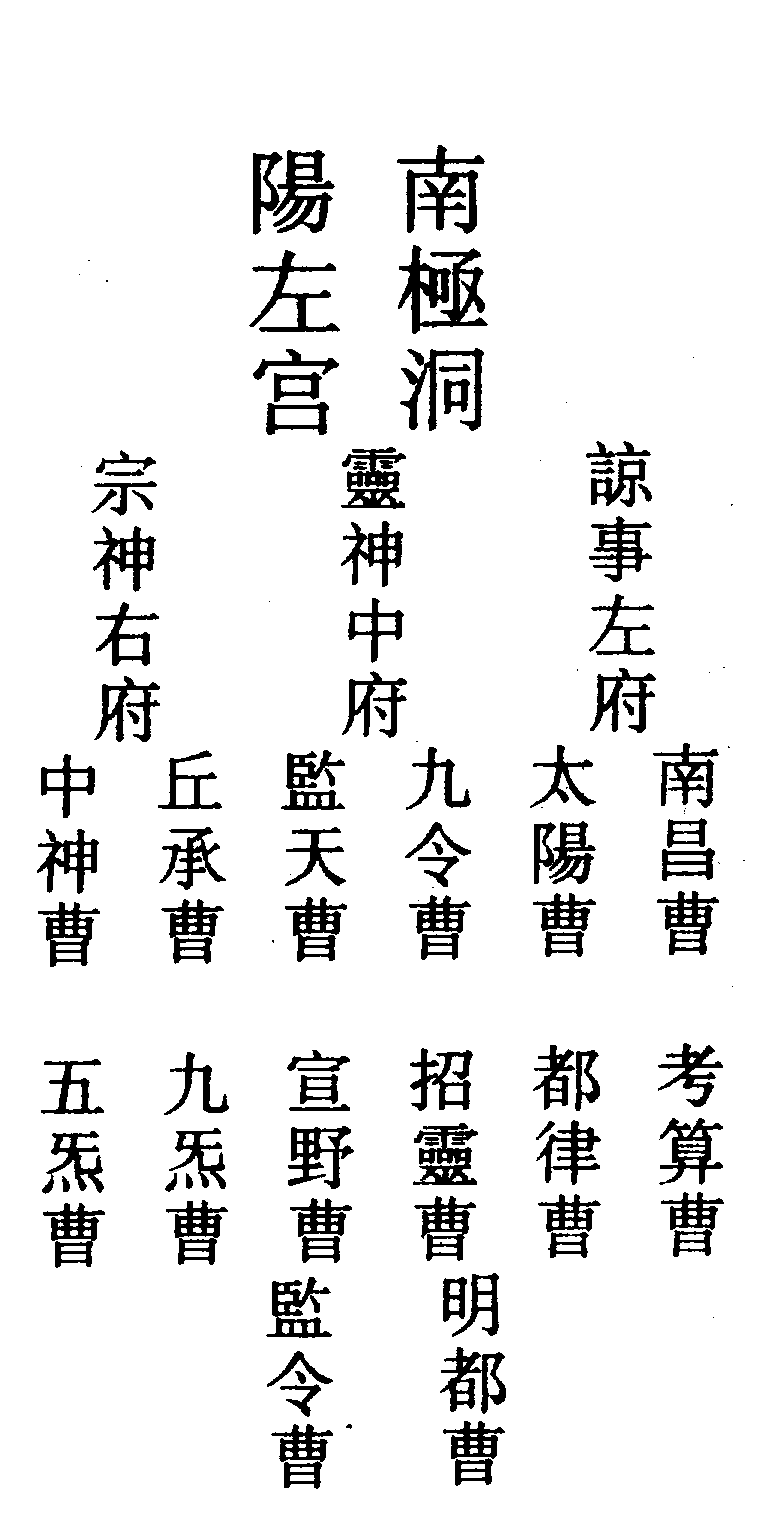 南極洞
陽左宮
諒事左府
靈神中府
宗神右府
南昌曹
太陽曹
九令曹
監天曹
丘承曹
中神曹
考算曹
都律曹
招靈曹
宣野曹
九炁曹
五炁曹
明都曹
監令曹